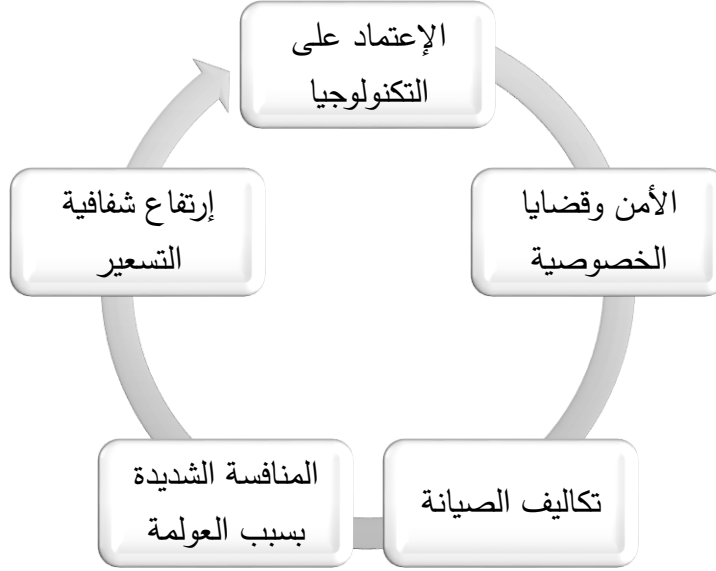 الإعتماد على
التكنولوجيا
الأمن وقضايا
الخصوصية
تكاليف الصيانة
المنافسة الشديدة
بسبب العولمة
إرتفاع شفافية
التسعير